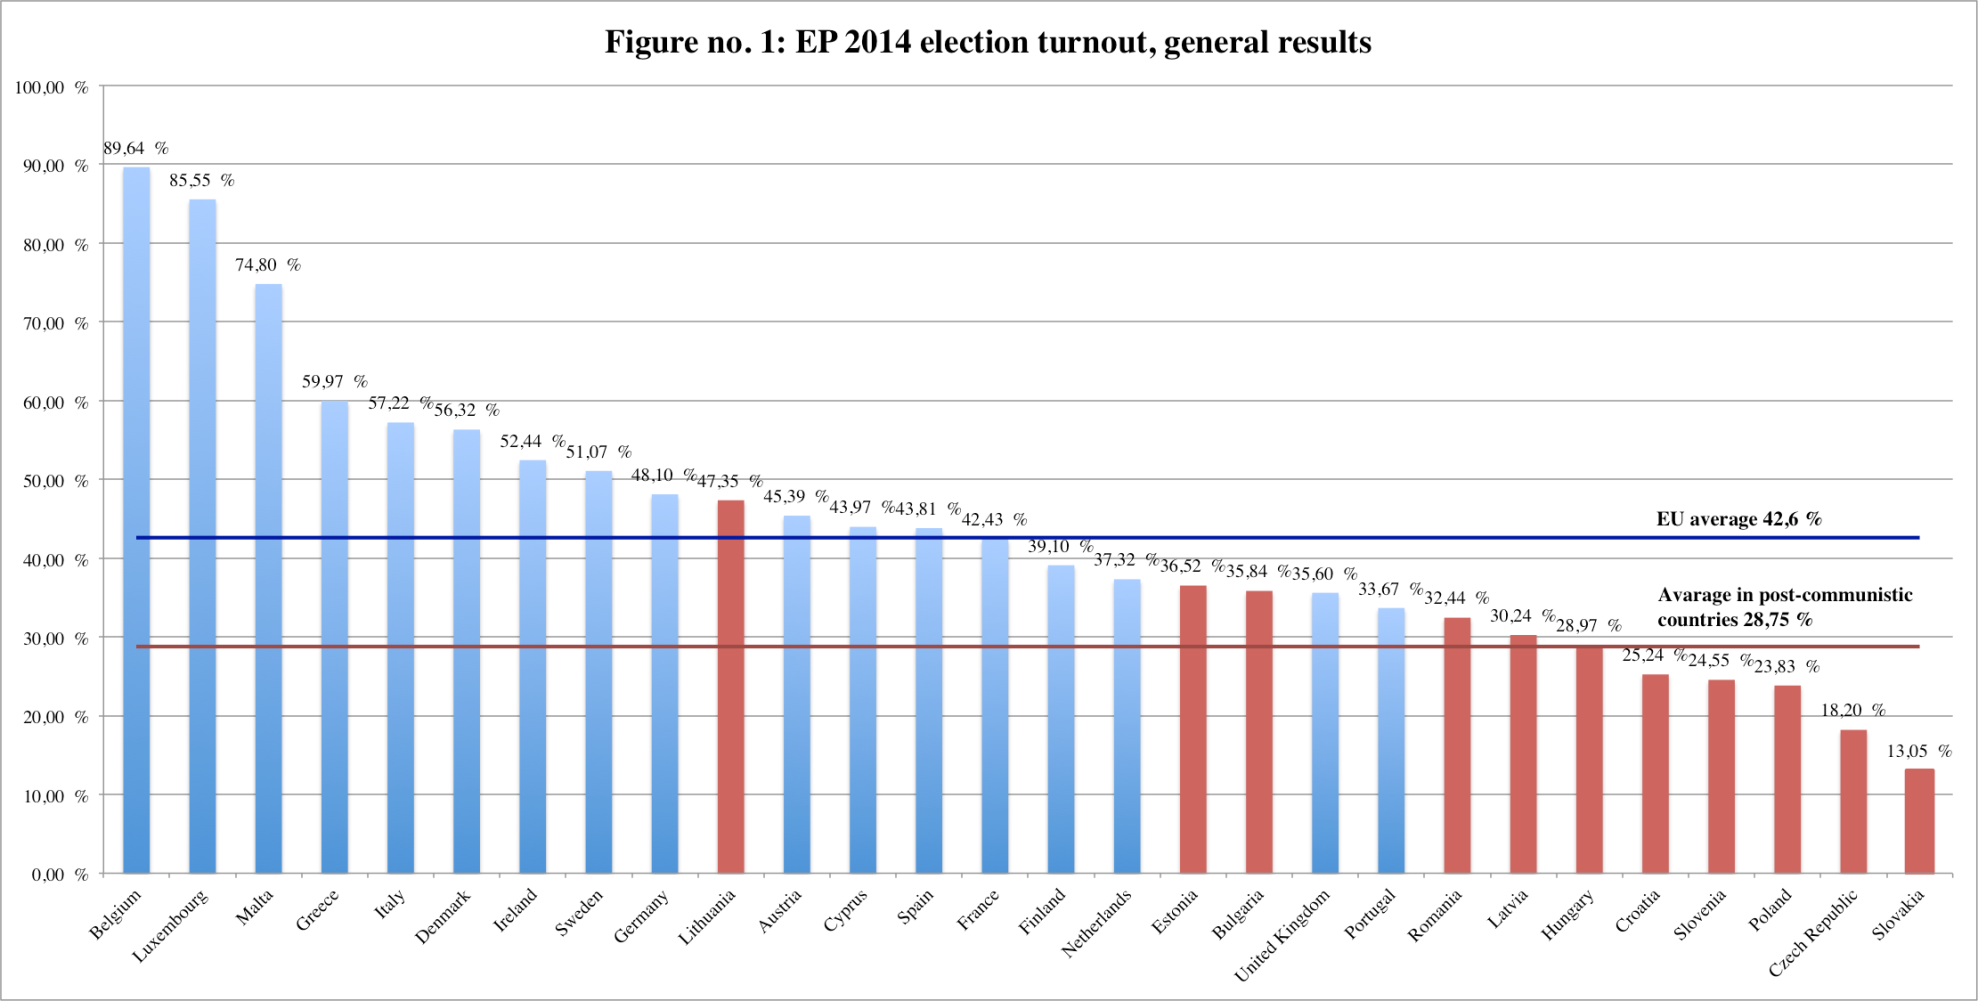 Figure no. 1: EP 2014 election turnout, general results
100,00 %
90,00 %
80,00 %
70,00 %
60,00 %
50,00 %
40,00 %
30,00 %
20,00 %
10,00 %
0,00 %
89,64 %
85,55 %
74,80 %
59,97 %
57,22 %
56,32 %
52,44 %
51,07 %
48,10 %
47,35 %
45,39 %
43,97 %
43,81 %
42,43 %
39,10 %
37,32 %
36,52 %
35,84 %
35,60 %
33,67 %
32,44 %
30,24 %
28,97 %
25,24 %
24,55 %
23,83 %
18,20 %
13,05 %
EU average 42,6 %
Avarage in post-communistic
countries 28,75 %
Belgium
Luxembourg
Malta
Greece
Italy
Denmark
Ireland
Sweden
Germany
Lithuania
Austria
Cyprus
Spain
France
Finland
Netherlands
Estonia
Bulgaria
United Kingdom
Portugal
Romania
Latvia
Hungary
Croatia
Slovenia
Poland
Czech Republic
Slovakia